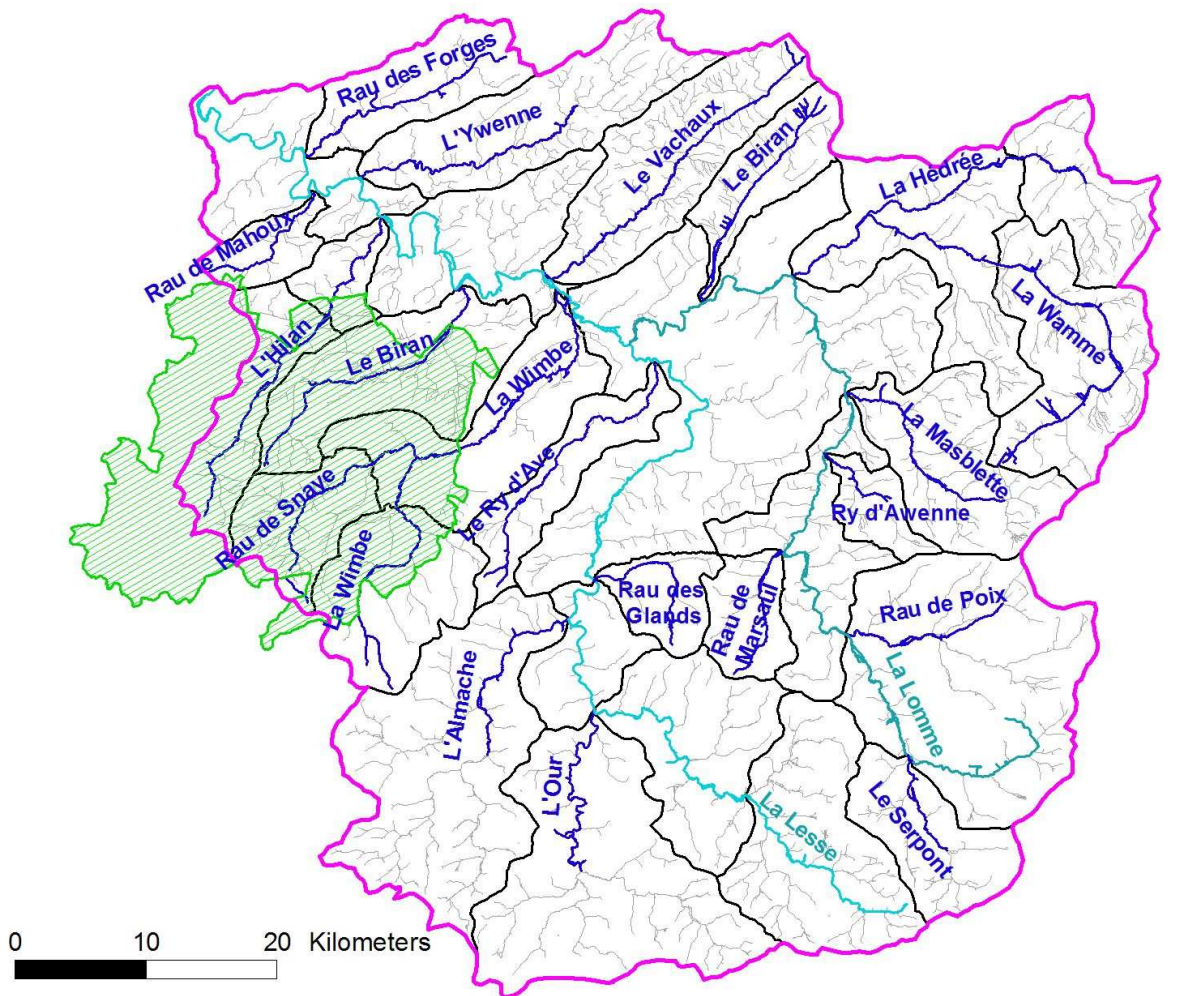 Rau des Forges
L'Ywenne
Le Vachaux
Le Biran
La Hédrée
Rau de Mahoux
La Wamme
L'Hilan
Le Biran
La Wimbe
La Masblette
Le Ry d'Ave
Rau de Snaye
Ry d'Awenne
La Wimbe
Rau des
Glands
Rau de
Marsaul
Rau de Poix
L'Almache
La Lomme
L'Our
La Lesse
Le Serpont
0 10 20 Kilometers